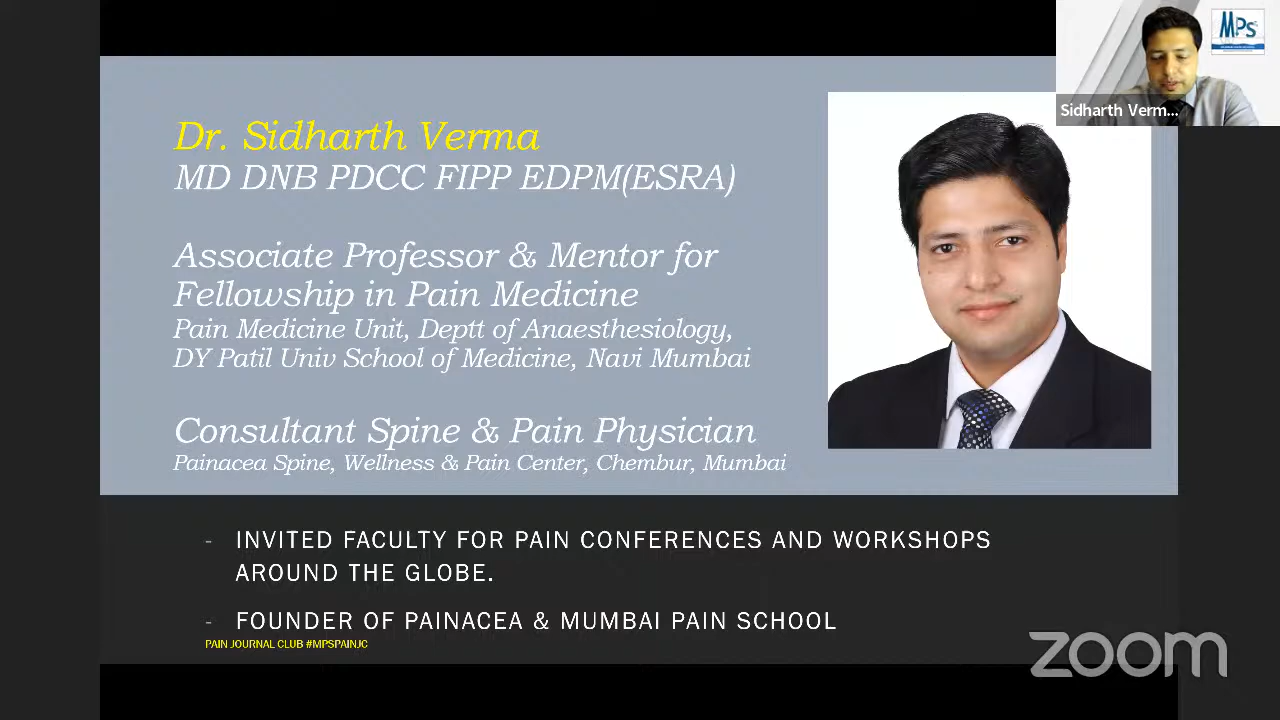 Dr. Sidharth Verma
MD DNB PDCC FIPP EDPM(ESRA)
Associate Professor & Mentor for
Fellowship in Pain Medicine
Pain Medicine Unit, Deptt of Anaesthesiology,
DY Patil Univ School of Medicine, Navi Mumbai
Consultant Spine & Pain Physician
Painacea Spine, Wellness & Pain Center, Chembur, Mumbai
- INVITED FACULTY FOR PAIN CONFERENCES AND WORKSHOPS
AROUND THE GLOBE.
- FOUNDER OF PAINACEA & MUMBAI PAIN SCHOOL
PAIN JOURNAL CLUB #MPSPAINJC
MPS
Sidharth Verm...
zoom